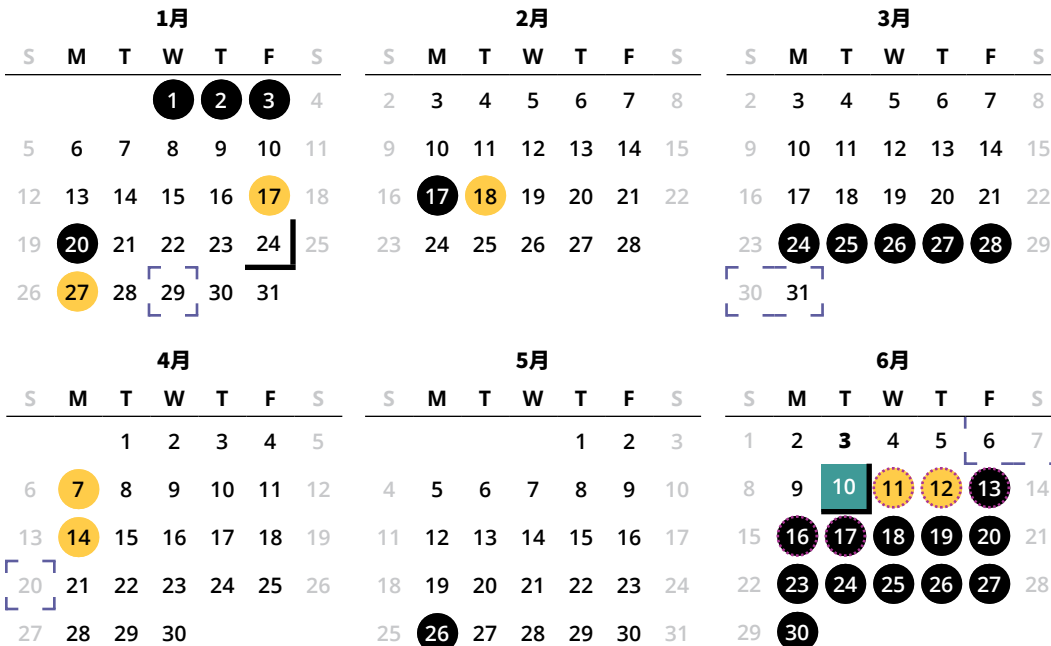 1月 2月 3月
S M T W T F S S M T W T F S S M T W T F S
1 2 3 4 2 3 4 5 6 7 8 2 3 4 5 6 7 8
5 6 7 8 9 10 11 9 10 11 12 13 14 15 9 10 11 12 13 14 15
12 13 14 15 16 17 18 16 17 18 19 20 21 22 16 17 18 19 20 21 22
19 20 21 22 23 24 25 23 24 25 26 27 28 23 24 25 26 27 28 29
26 27 28 29 30 31 30 31
4月 5月 6月
S M T W T F S S M T W T F S S M T W T F S
1 2 3 4 5 1 2 3 1 2 3 4 5 6 7
6 7 8 9 10 11 12 4 5 6 7 8 9 10 8 9 10 11 12 13 14
13 14 15 16 17 18 19 11 12 13 14 15 16 17 15 16 17 18 19 20 21
20 21 22 23 24 25 26 18 19 20 21 22 23 24 22 23 24 25 26 27 28
27 28 29 30 25 26 27 28 29 30 31 29 30